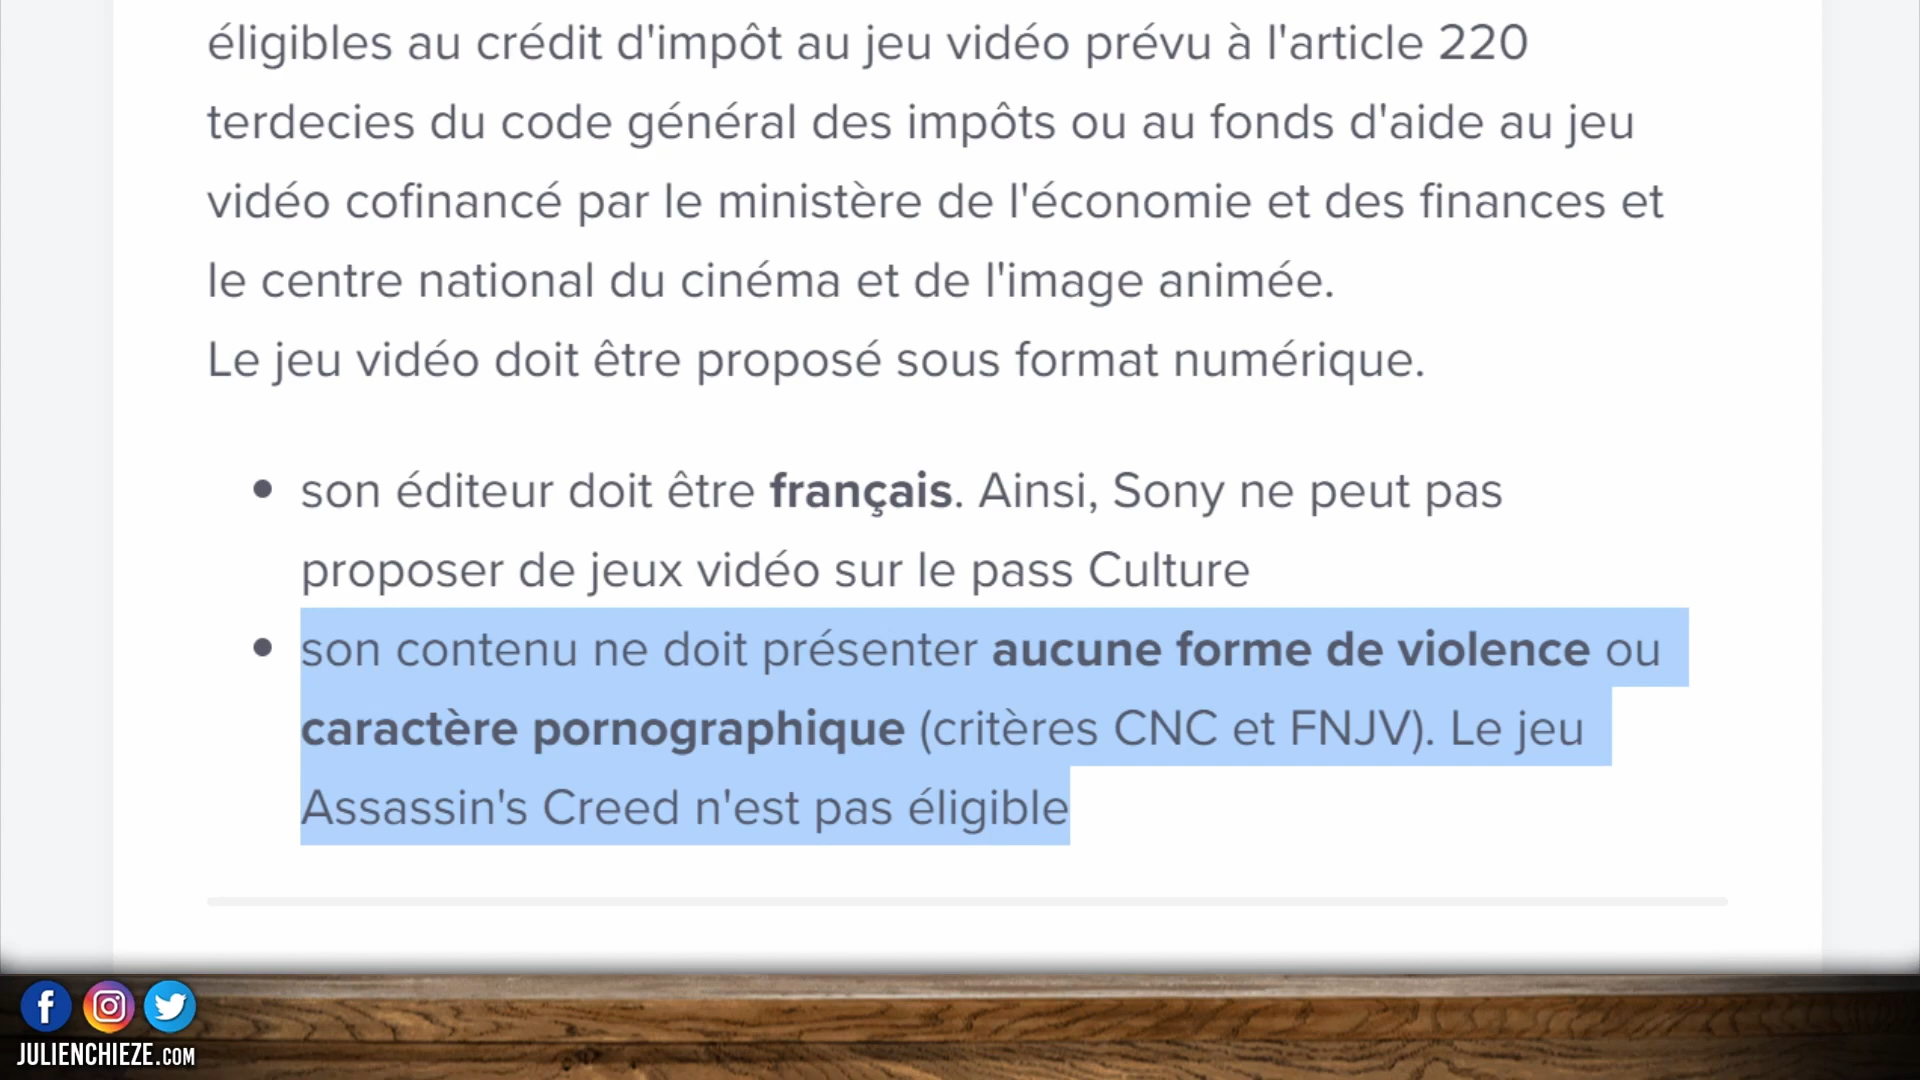 éligibles au crédit d'impôt au jeu vidéo prévu à l'article 220
terdecies du code général des impôts ou au fonds d'aide au jeu
vidéo cofinancé par le ministère de l'économie et des finances et
le centre national du cinéma et de l'image animée.
Le jeu vidéo doit être proposé sous format numérique.
• son éditeur doit être français. Ainsi, Sony ne peut pas
proposer de jeux vidéo sur le pass Culture
• son contenu ne doit présenter aucune forme de violence ou
caractère pornographique (critères CNC et FNJV). Le jeu
Assassin's Creed n'est pas éligible
JULIENCHIEZE.COM